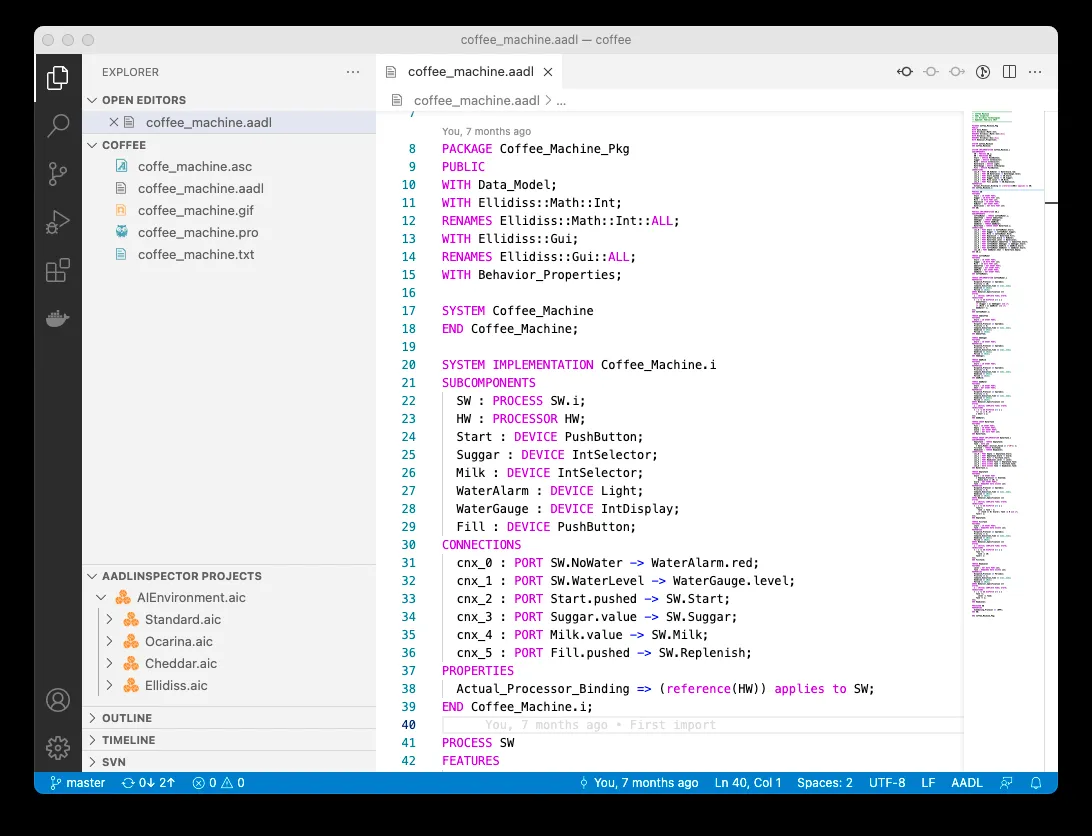 coffee_machine.aadl — coffee
EXPLORER
OPEN EDITORS
coffee_machine.aadl
COFFEE
coffe_machine.asc
coffee_machine.aadl
coffee_machine.gif
coffee_machine.pro
coffee_machine.txt
AADLINSPECTOR PROJECTS
AIEnvironment.aic
Standard.aic
Ocarina.aic
Cheddar.aic
Ellidiss.aic
OUTLINE
TIMELINE
SVN
coffee_machine.aadl
coffee_machine.aadl > ...
7
You, 7 months ago
8 PACKAGE Coffee_Machine_Pkg
9 PUBLIC
10 WITH Data_Model;
11 WITH Ellidiss::Math::Int;
12 RENAMES Ellidiss::Math::Int::ALL;
13 WITH Ellidiss::Gui;
14 RENAMES Ellidiss::Gui::ALL;
15 WITH Behavior_Properties;
16
17 SYSTEM Coffee_Machine
18 END Coffee_Machine;
19
20 SYSTEM IMPLEMENTATION Coffee_Machine.i
21 SUBCOMPONENTS
22 SW : PROCESS SW.i;
23 HW : PROCESSOR HW;
24 Start : DEVICE PushButton;
25 Suggar : DEVICE IntSelector;
26 Milk : DEVICE IntSelector;
27 WaterAlarm : DEVICE Light;
28 WaterGauge : DEVICE IntDisplay;
29 Fill : DEVICE PushButton;
30 CONNECTIONS
31 cnx_0 : PORT SW.NoWater -> WaterAlarm.red;
32 cnx_1 : PORT SW.WaterLevel -> WaterGauge.level;
33 cnx_2 : PORT Start.pushed -> SW.Start;
34 cnx_3 : PORT Suggar.value -> SW.Suggar;
35 cnx_4 : PORT Milk.value -> SW.Milk;
36 cnx_5 : PORT Fill.pushed -> SW.Replenish;
37 PROPERTIES
38 Actual_Processor_Binding => (reference(HW)) applies to SW;
39 END Coffee_Machine.i;
40 You, 7 months ago • First import
41 PROCESS SW
42 FEATURES
master 0↓ 2↑ 0 0 You, 7 months ago Ln 40, Col 1 Spaces: 2 UTF-8 LF AADL